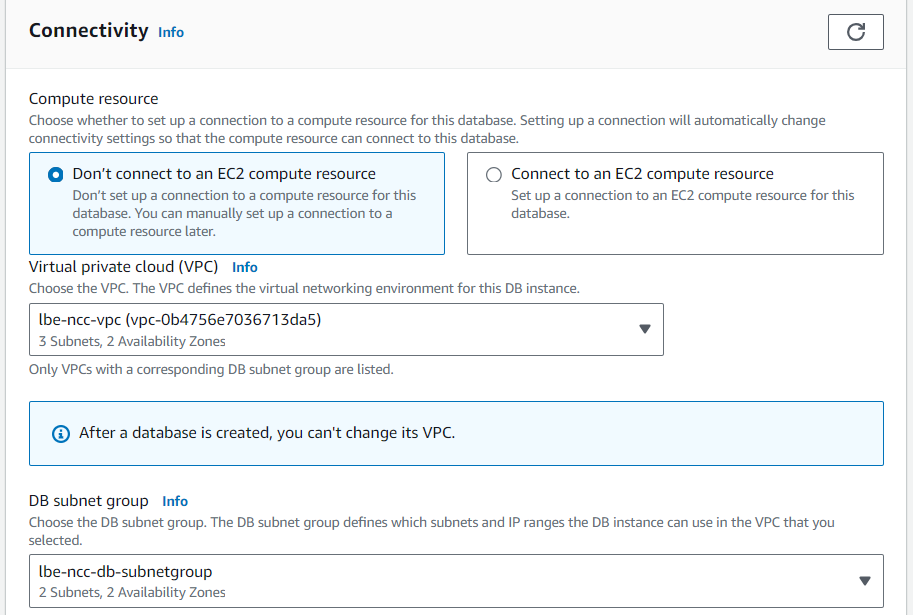 Connectivity Info
Compute resource
Choose whether to set up a connection to a compute resource for this database. Setting up a connection will automatically change
connectivity settings so that the compute resource can connect to this database.
Don’t connect to an EC2 compute resource
Don’t set up a connection to a compute resource for this
database. You can manually set up a connection to a
compute resource later.
Connect to an EC2 compute resource
Set up a connection to an EC2 compute resource for this
database.
Virtual private cloud (VPC) Info
Choose the VPC. The VPC defines the virtual networking environment for this DB instance.
lbe-ncc-vpc (vpc-0b4756e7036713da5)
3 Subnets, 2 Availability Zones
Only VPCs with a corresponding DB subnet group are listed.
After a database is created, you can't change its VPC.
DB subnet group Info
Choose the DB subnet group. The DB subnet group defines which subnets and IP ranges the DB instance can use in the VPC that you
selected.
lbe-ncc-db-subnetgroup
2 Subnets, 2 Availability Zones